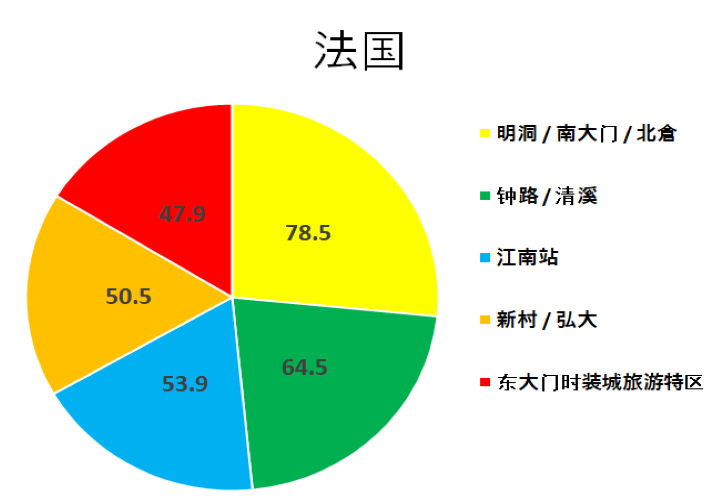 法国
明洞 / 南大门 / 北倉
钟路 / 清溪
江南站
新村 / 弘大
东大门时装城旅游特区
78.5
64.5
53.9
50.5
47.9